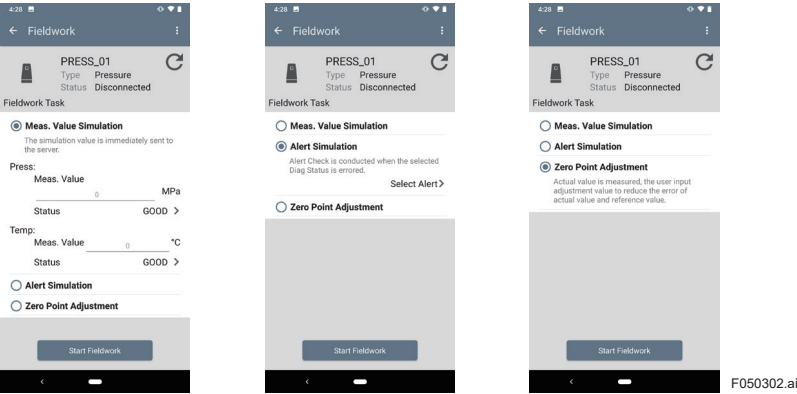 4:28
Fieldwork
PRESS_01
Type Pressure
Status Disconnected
Fieldwork Task
Meas. Value Simulation
The simulation value is immediately sent to
the server.
Press:
Meas. Value
0 MPa
Status GOOD >
Temp:
Meas. Value 0 °C
Status GOOD >
Alert Simulation
Zero Point Adjustment
Start Fieldwork
4:28
Fieldwork
PRESS_01
Type Pressure
Status Disconnected
Fieldwork Task
Meas. Value Simulation
Alert Simulation
Alert Check is conducted when the selected
Diag Status is errored.
Select Alert>
Zero Point Adjustment
Start Fieldwork
4:28
Fieldwork
PRESS_01
Type Pressure
Status Disconnected
Fieldwork Task
Meas. Value Simulation
Alert Simulation
Zero Point Adjustment
Actual value is measured, the user input
adjustment value to reduce the error of
actual value and reference value.
Start Fieldwork
F050302.ai